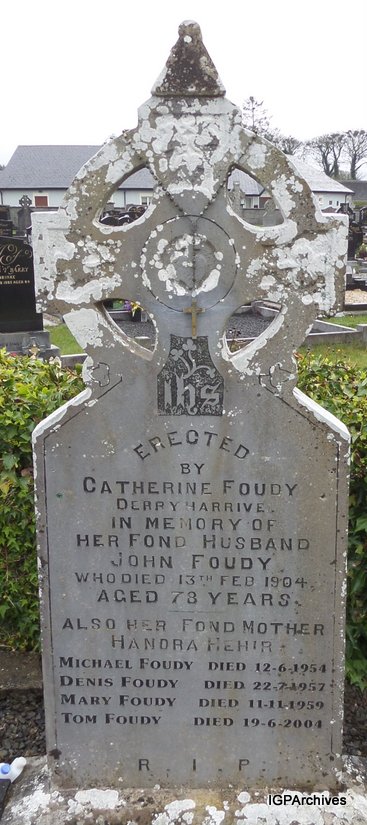 ihs
ERECTED
BY
CATHERINE FOUDY
DERRYHARRIVE.
IN MEMORY OF
HER FOND HUSBAND
JOHN FOUDY
WHO DIED 13TH FEB 1904.
AGED 78 YEARS.
ALSO HER FOND MOTHER
HANORA HEHIR
MICHAEL FOUDY DIED 12-6-1954
DENIS FOUDY DIED 22-7-1957
MARY FOUDY DIED 11-11-1959
TOM FOUDY DIED 19-6-2004
R I P
IGPArchives